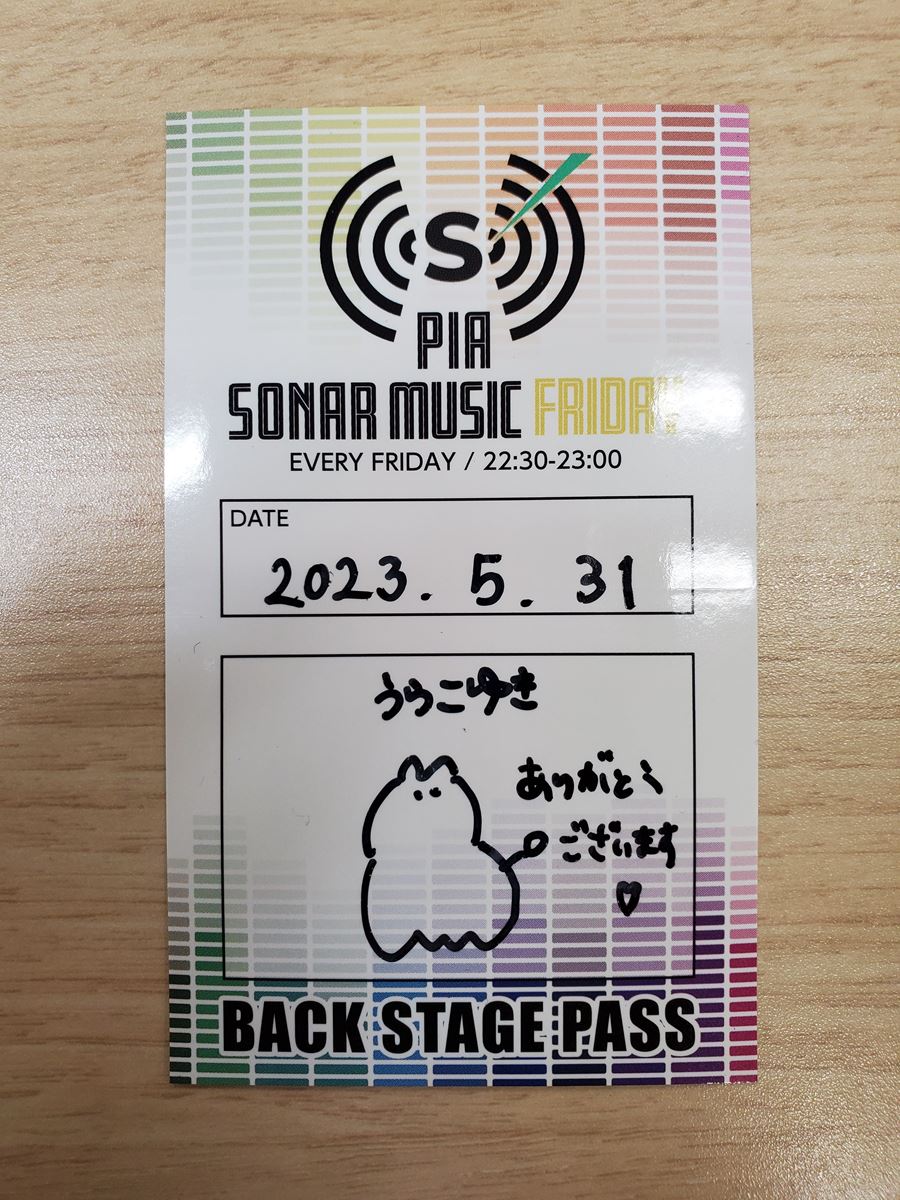 S
PIA
SONAR MUSIC FRIDAY
EVERY FRIDAY / 22:30-23:00
DATE
2023. 5. 31
うらこゆき
ありがとう
ございます
BACK STAGE PASS